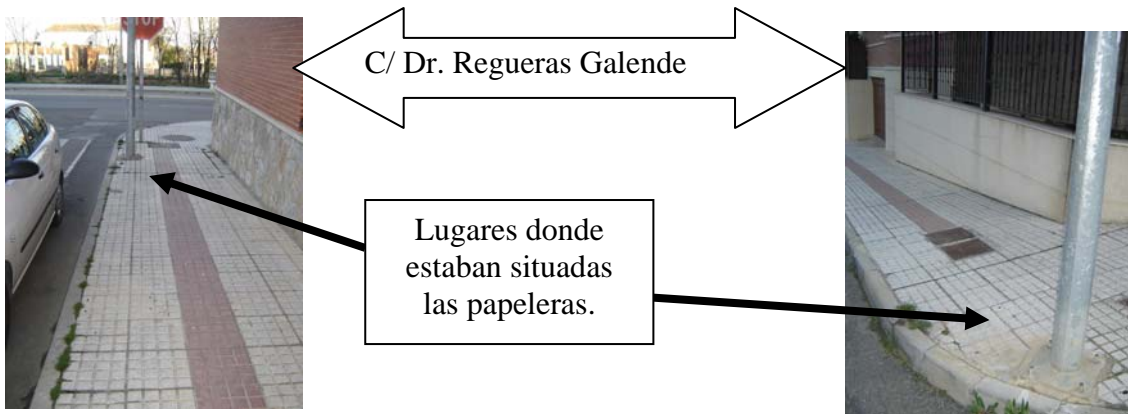 STOP
C/ Dr. Regueras Galende
Lugares donde
estaban situadas
las papeleras.